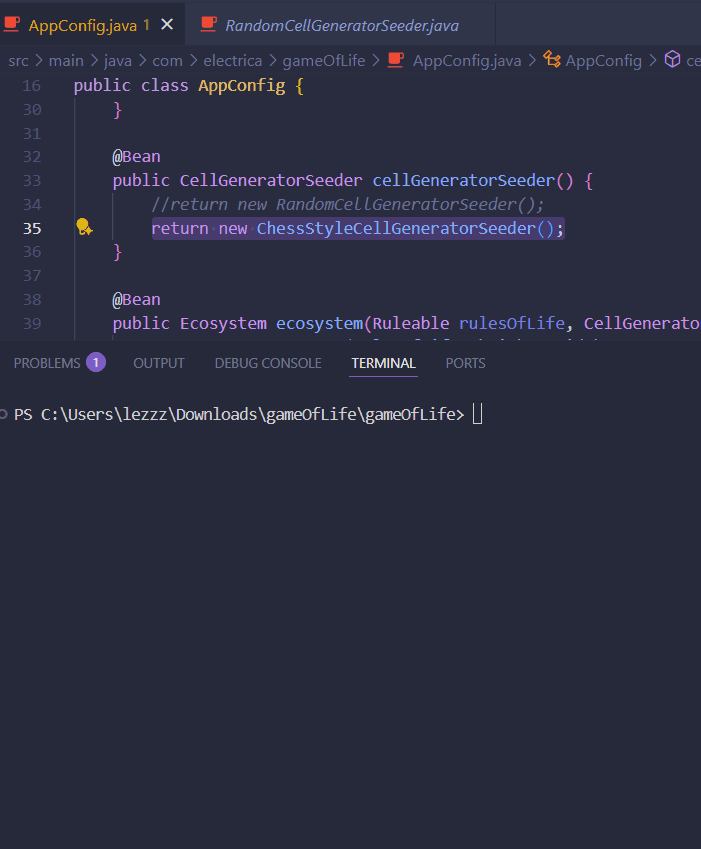 AppConfig.java 1
RandomCellGeneratorSeeder.java
src > main > java > com > electrica > gameOfLife > AppConfig.java > AppConfig > ce
16 public class AppConfig {
30 }
31
32 @Bean
33 public CellGeneratorSeeder cellGeneratorSeeder() {
34 //return new RandomCellGeneratorSeeder();
35 return new ChessStyleCellGeneratorSeeder();
36 }
37
38 @Bean
39 public Ecosystem ecosystem(Ruleable rulesOfLife, CellGenerato
PROBLEMS 1 OUTPUT DEBUG CONSOLE TERMINAL PORTS
PS C:\Users\lezzz\Downloads\gameOfLife\gameOfLife>